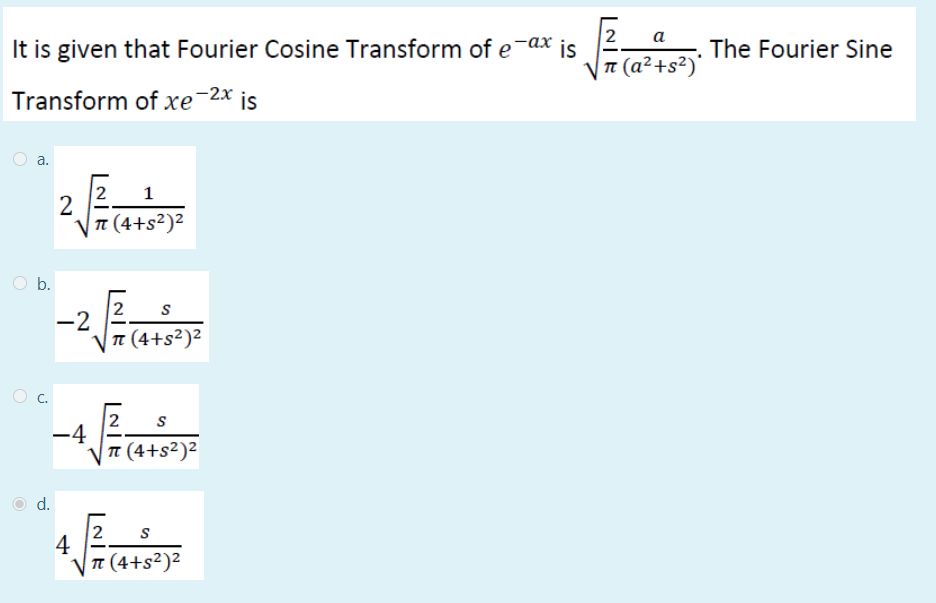 It is given that Fourier Cosine Transform of e^{-ax} is √(2/π) a/(a²+s²). The Fourier Sine
Transform of xe^{-2x} is
a.
2√(2/π) 1/(4+s²)²
b.
−2√(2/π) s/(4+s²)²
c.
−4√(2/π) s/(4+s²)²
d.
4√(2/π) s/(4+s²)²